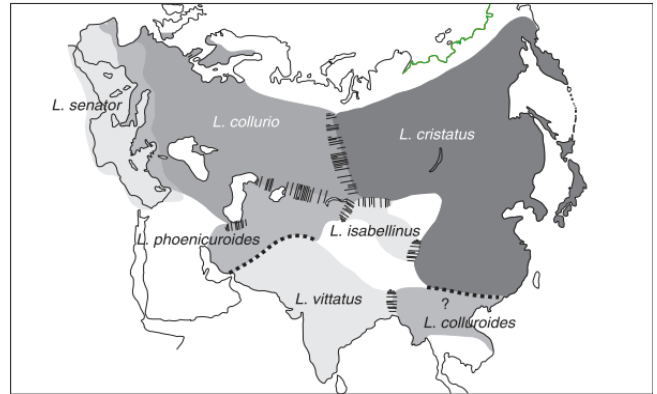 L. senator
L. collurio
L. cristatus
L. phoenicuroides
L. isabellinus
L. vittatus
?
L. colluroides